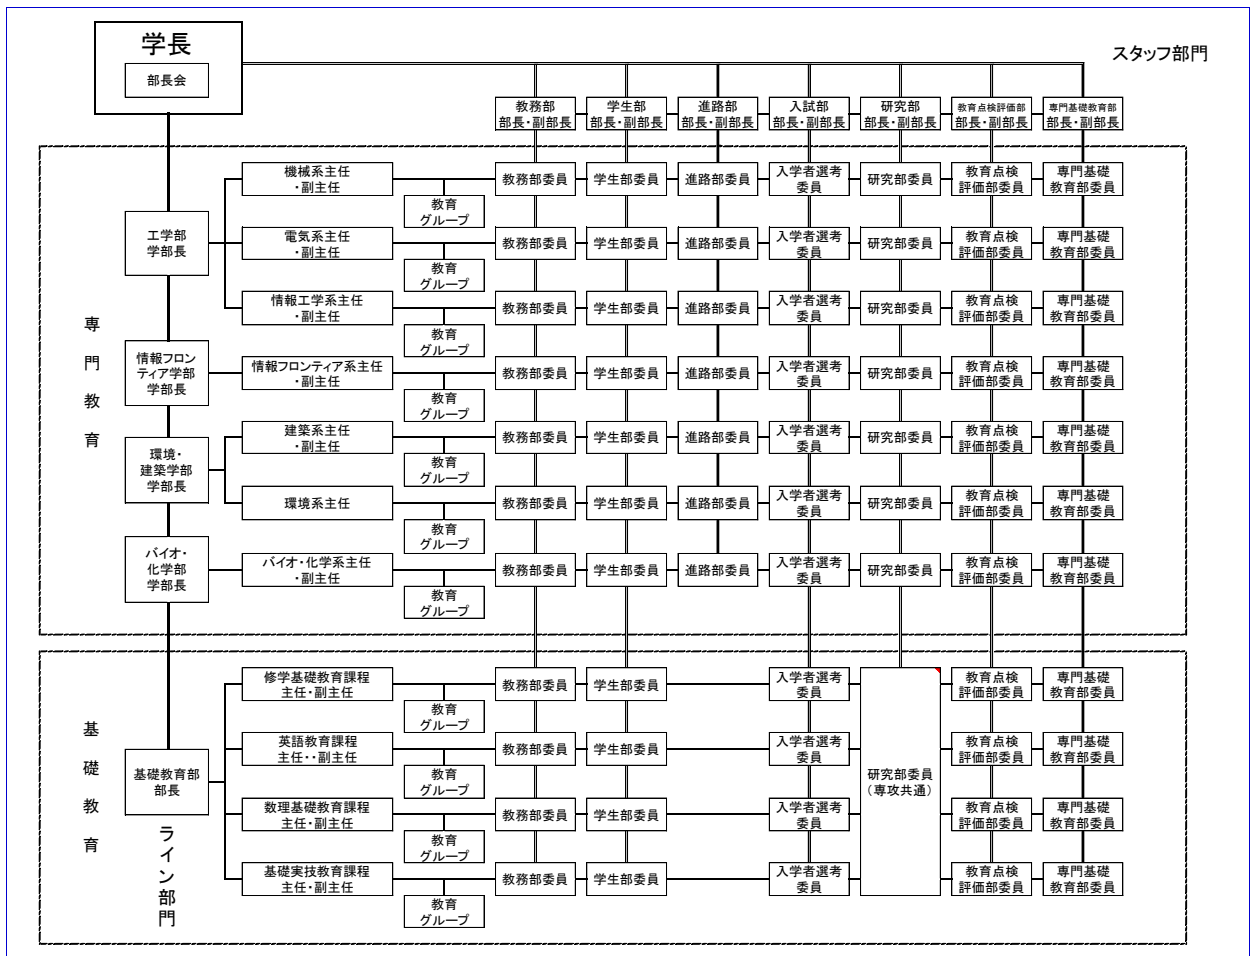 学長
部長会
スタッフ部門
教務部
部長・副部長
学生部
部長・副部長
進路部
部長・副部長
入試部
部長・副部長
研究部
部長・副部長
教育点検評価部
部長・副部長
専門基礎教育部
部長・副部長
専門教育
工学部
学部長
機械系主任
・副主任
教育
グループ
教務部委員
学生部委員
進路部委員
入学者選考
委員
研究部委員
教育点検
評価部委員
専門基礎
教育部委員
電気系主任
・副主任
教育
グループ
教務部委員
学生部委員
進路部委員
入学者選考
委員
研究部委員
教育点検
評価部委員
専門基礎
教育部委員
情報工学系主任
・副主任
教育
グループ
教務部委員
学生部委員
進路部委員
入学者選考
委員
研究部委員
教育点検
評価部委員
専門基礎
教育部委員
情報フロン
ティア学部
学部長
情報フロンティア系主任
・副主任
教育
グループ
教務部委員
学生部委員
進路部委員
入学者選考
委員
研究部委員
教育点検
評価部委員
専門基礎
教育部委員
環境・
建築学部
学部長
建築系主任
・副主任
教育
グループ
教務部委員
学生部委員
進路部委員
入学者選考
委員
研究部委員
教育点検
評価部委員
専門基礎
教育部委員
環境系主任
教育
グループ
教務部委員
学生部委員
進路部委員
入学者選考
委員
研究部委員
教育点検
評価部委員
専門基礎
教育部委員
バイオ・
化学部
学部長
バイオ・化学系主任
・副主任
教育
グループ
教務部委員
学生部委員
進路部委員
入学者選考
委員
研究部委員
教育点検
評価部委員
専門基礎
教育部委員
基礎教育
基礎教育部
部長
ライン部門
修学基礎教育課程
主任・副主任
教育
グループ
教務部委員
学生部委員
入学者選考
委員
研究部委員
（専攻共通）
教育点検
評価部委員
専門基礎
教育部委員
英語教育課程
主任・・副主任
教育
グループ
教務部委員
学生部委員
入学者選考
委員
教育点検
評価部委員
専門基礎
教育部委員
数理基礎教育課程
主任・副主任
教育
グループ
教務部委員
学生部委員
入学者選考
委員
教育点検
評価部委員
専門基礎
教育部委員
基礎実技教育課程
主任・副主任
教育
グループ
教務部委員
学生部委員
入学者選考
委員
教育点検
評価部委員
専門基礎
教育部委員